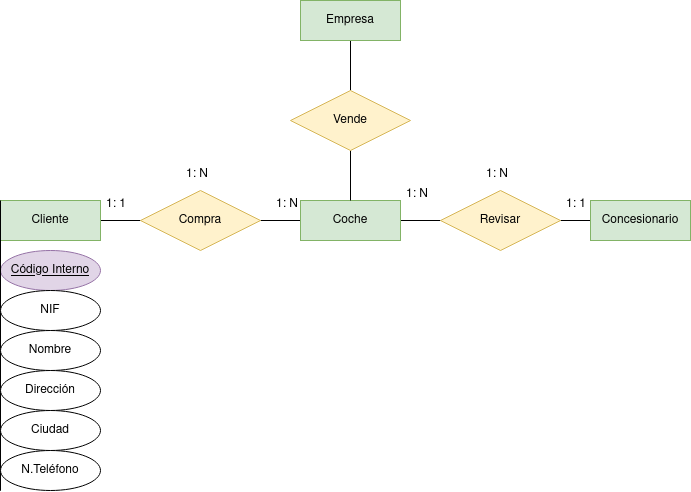 Empresa
Vende
1: N
1: N
1: 1
1: N
1: N
1: 1
Cliente
Compra
Coche
Revisar
Concesionario
Código Interno
NIF
Nombre
Dirección
Ciudad
N.Teléfono